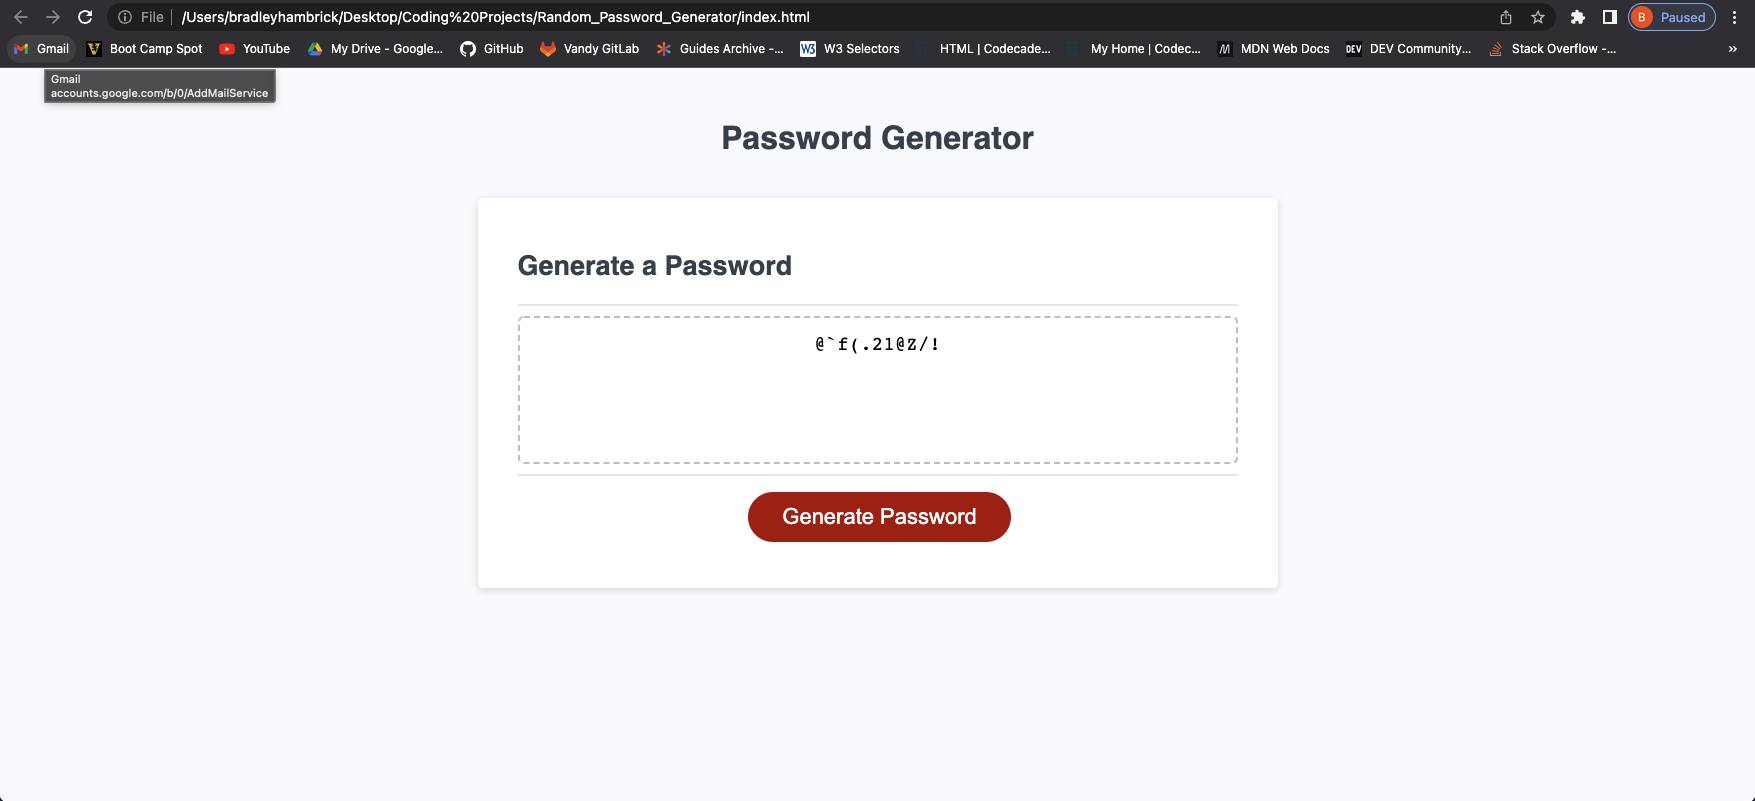 File /Users/bradleyhambrick/Desktop/Coding%20Projects/Random_Password_Generator/index.html B Paused
Gmail Boot Camp Spot YouTube My Drive - Google... GitHub Vandy GitLab Guides Archive -... W3 W3 Selectors HTML | Codecade... My Home | Codec... MDN Web Docs DEV DEV Community... Stack Overflow -... »
Gmail
accounts.google.com/b/0/AddMailService
Password Generator
Generate a Password
@`f(.21@Z/!
Generate Password